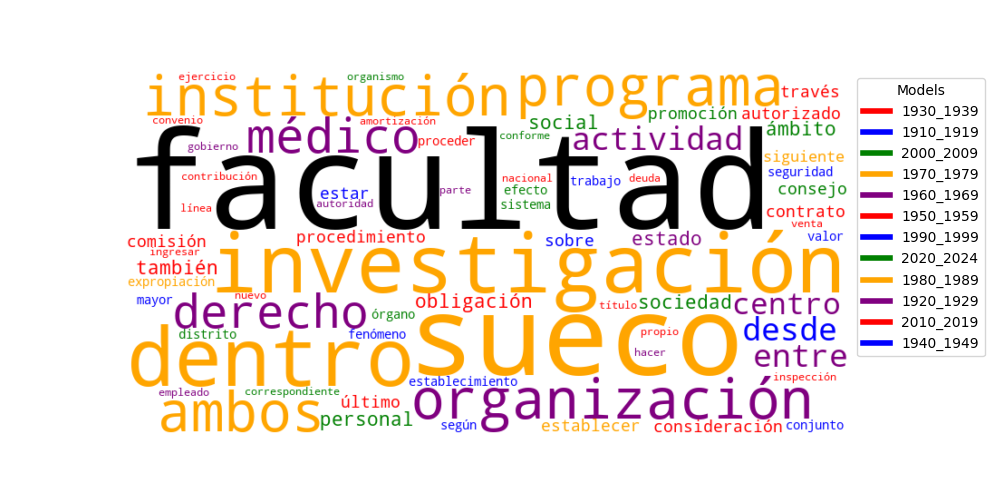 ejercicio organismo
institución programa través
convenio amortización social promoción autorizado
médico actividad ámbito
gobierno conforme proceder
facultad
siguiente
contribución nacional trabajo deuda seguridad
estar parte efecto consejo
línea autoridad sistema contrato
venta
comisión procedimiento sobre estado valor
ingresar
también investigación
expropiación
mayor nuevo obligación título sociedad centro
derecho órgano sueco desde
distrito fenómeno propio
dentro hacer entre
establecimiento inspección
empleado correspondiente
ambos último organización
personal según establecer consideración conjunto
Models
1930_1939
1910_1919
2000_2009
1970_1979
1960_1969
1950_1959
1990_1999
2020_2024
1980_1989
1920_1929
2010_2019
1940_1949